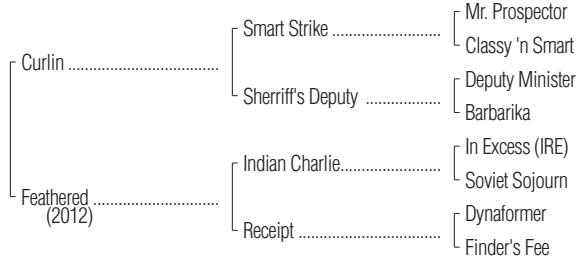 Mr. Prospector
Smart Strike ..............................
Classy 'n Smart
Curlin ..........................................
Deputy Minister
Sherriff's Deputy .....................
Barbarika
In Excess (IRE)
Indian Charlie............................
Soviet Sojourn
Feathered ...................................
(2012)
Dynaformer
Receipt .......................................
Finder's Fee